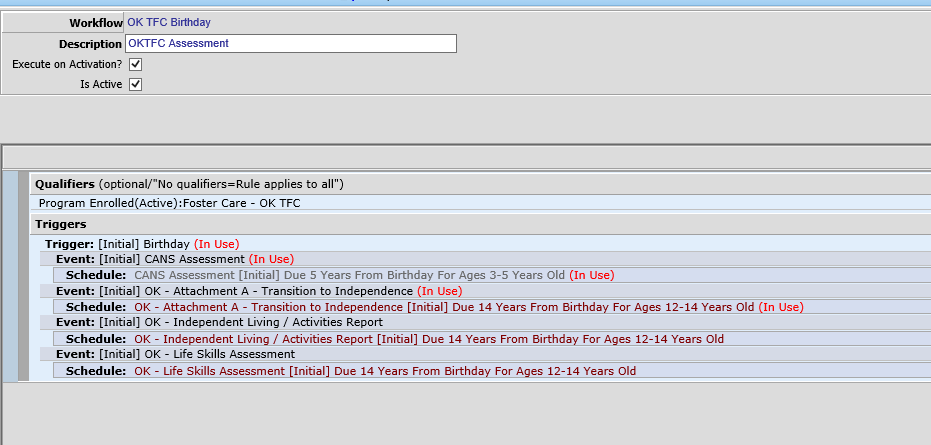 Workflow OK TFC Birthday
Description OKTFC Assessment
Execute on Activation?
Is Active
Qualifiers (optional/"No qualifiers=Rule applies to all")
Program Enrolled(Active):Foster Care - OK TFC
Triggers
Trigger: [Initial] Birthday (In Use)
Event: [Initial] CANS Assessment (In Use)
Schedule: CANS Assessment [Initial] Due 5 Years From Birthday For Ages 3-5 Years Old (In Use)
Event: [Initial] OK - Attachment A - Transition to Independence (In Use)
Schedule: OK - Attachment A - Transition to Independence [Initial] Due 14 Years From Birthday For Ages 12-14 Years Old (In Use)
Event: [Initial] OK - Independent Living / Activities Report
Schedule: OK - Independent Living / Activities Report [Initial] Due 14 Years From Birthday For Ages 12-14 Years Old
Event: [Initial] OK - Life Skills Assessment
Schedule: OK - Life Skills Assessment [Initial] Due 14 Years From Birthday For Ages 12-14 Years Old